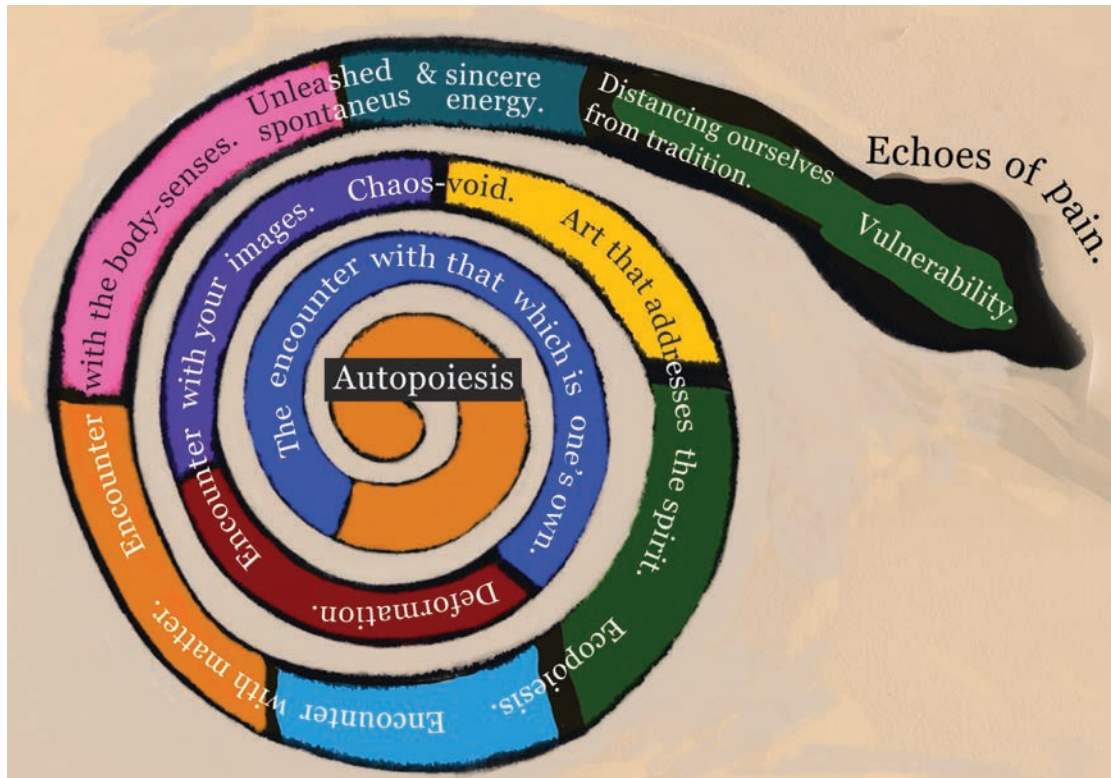 Echoes of pain.
Vulnerability.
Distancing ourselves
from tradition.
Unleashed & sincere
spontaneus energy.
Encounter with the body-senses.
Encounter with matter.
Ecopoiesis.
Art that addresses the spirit.
Chaos-void.
Encounter with your images.
Deformation.
The encounter with that which is one's own.
Autopoiesis